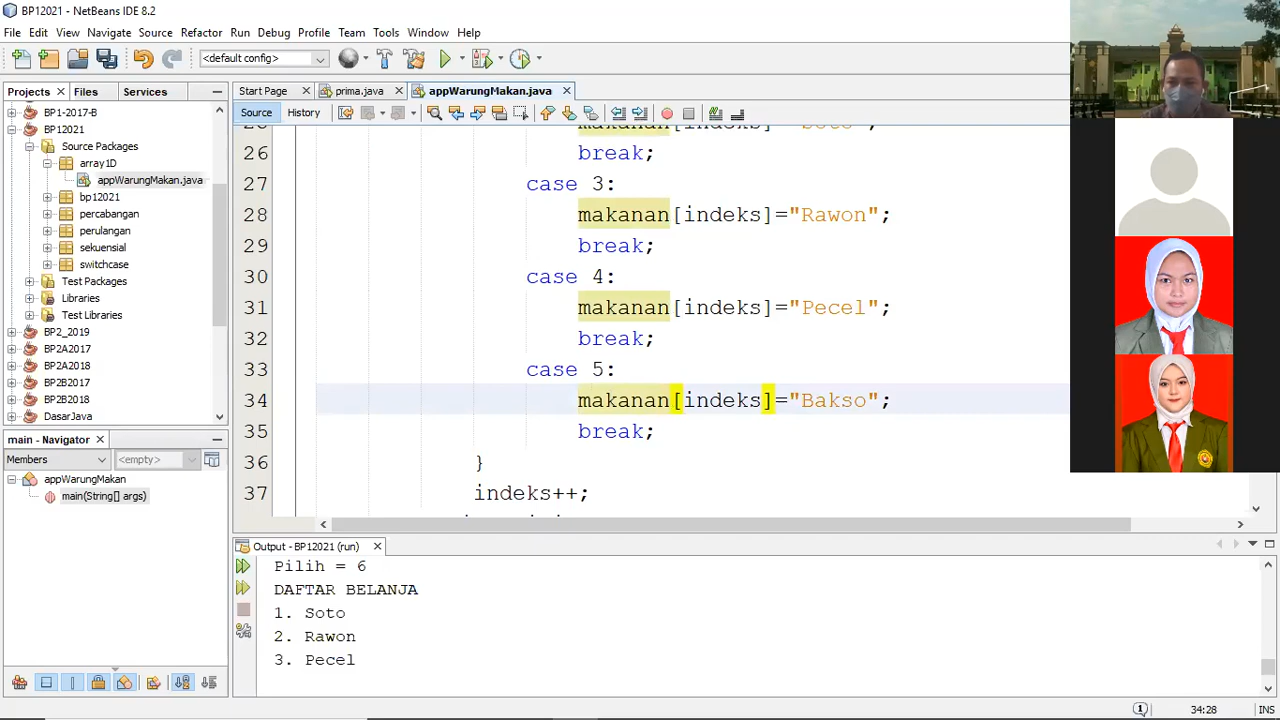 BP12021 - NetBeans IDE 8.2
File Edit View Navigate Source Refactor Run Debug Profile Team Tools Window Help
<default config>
Projects Files Services
BP1-2017-B
BP12021
Source Packages
array1D
appWarungMakan.java
bp12021
percabangan
perulangan
sekuensial
switchcase
Test Packages
Libraries
Test Libraries
BP2_2019
BP2A2017
BP2A2018
BP2B2017
BP2B2018
DasarJava
main - Navigator
Members <empty>
appWarungMakan
main(String[] args)
Start Page prima.java appWarungMakan.java
Source History
makanan[indeks]="Soto";
26 break;
27 case 3:
28 makanan[indeks]="Rawon";
29 break;
30 case 4:
31 makanan[indeks]="Pecel";
32 break;
33 case 5:
34 makanan[indeks]="Bakso";
35 break;
36 }
37 indeks++;
Output - BP12021 (run)
Pilih = 6
DAFTAR BELANJA
1. Soto
2. Rawon
3. Pecel
1 34:28 INS